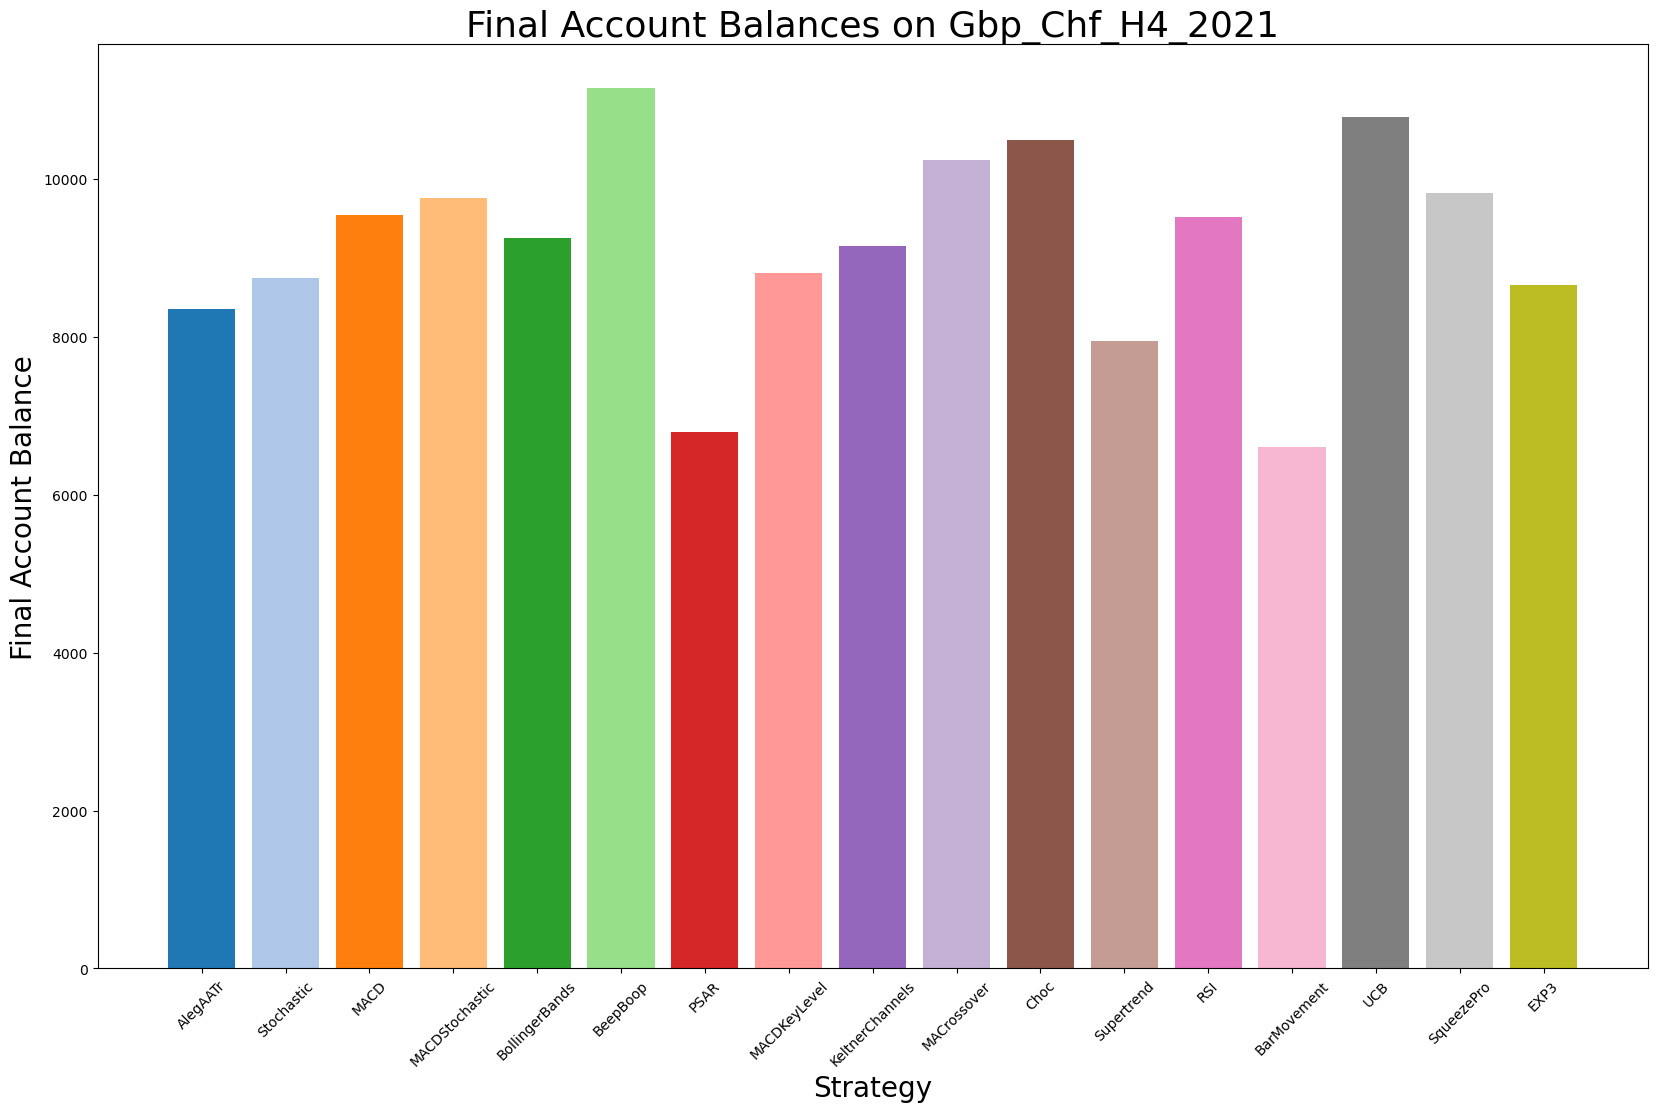 Final Account Balances on Gbp_Chf_H4_2021
Final Account Balance
10000
8000
6000
4000
2000
0
AlegAATr
Stochastic
MACD
MACDStochastic
BollingerBands
BeepBoop
PSAR
MACDKeyLevel
KeltnerChannels
MACrossover
Choc
Supertrend
RSI
BarMovement
UCB
SqueezePro
EXP3
Strategy